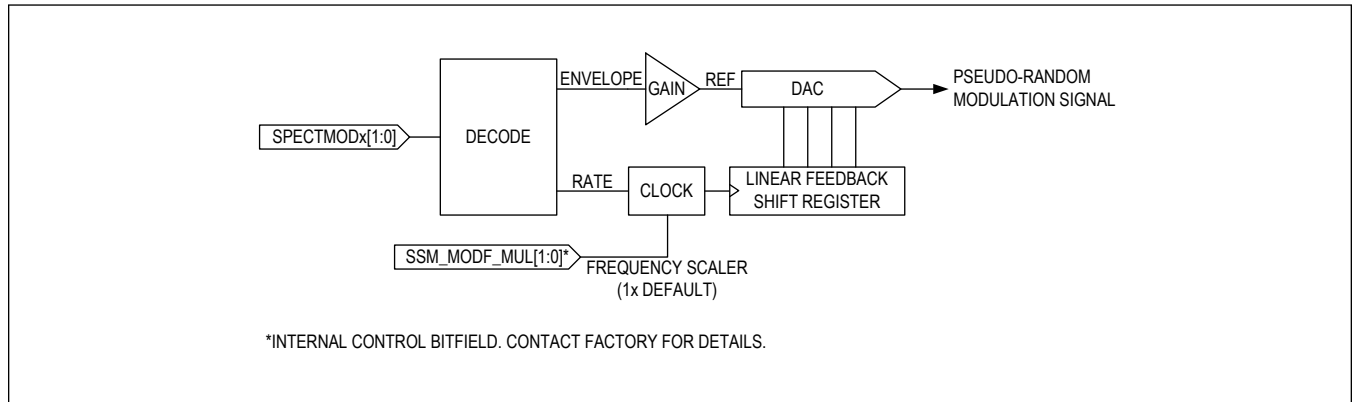 ENVELOPE
GAIN
REF
DAC
PSEUDO-RANDOM
MODULATION SIGNAL
SPECTMODx[1:0]
DECODE
RATE
CLOCK
LINEAR FEEDBACK
SHIFT REGISTER
SSM_MODF_MUL[1:0]*
FREQUENCY SCALER
(1x DEFAULT)
*INTERNAL CONTROL BITFIELD. CONTACT FACTORY FOR DETAILS.